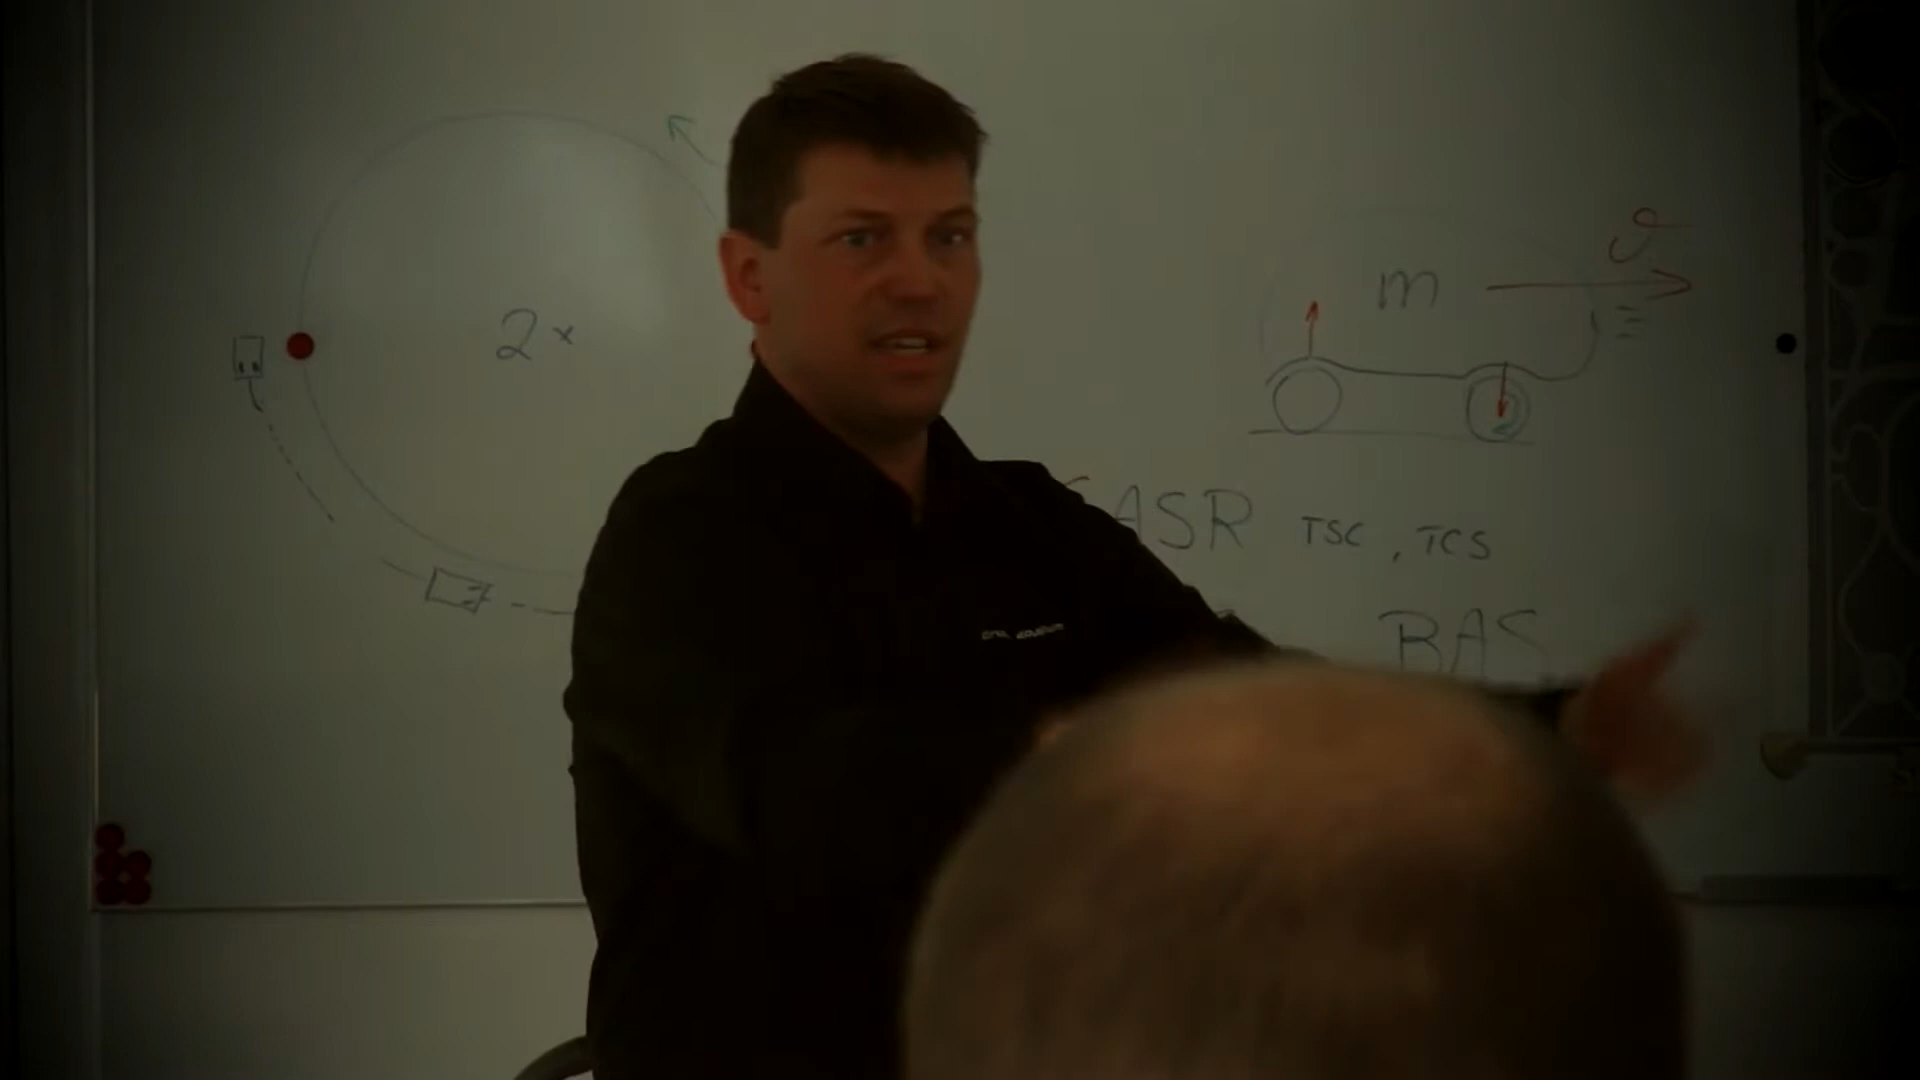 2x
m
ASR TSC, TCS
BAS